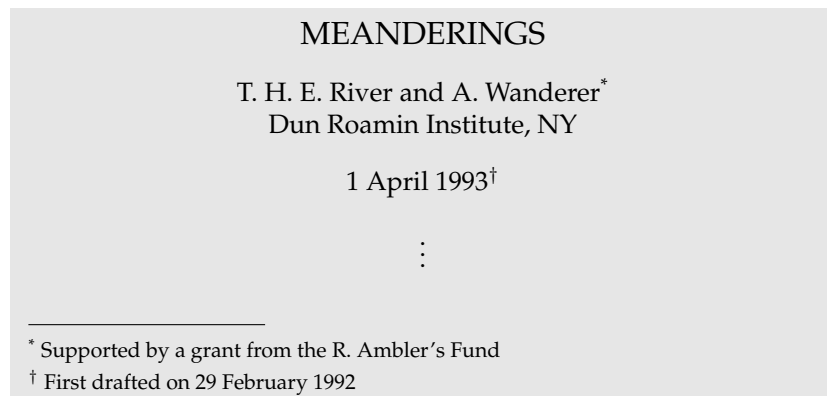 MEANDERINGS
T. H. E. River and A. Wanderer*
Dun Roamin Institute, NY
1 April 1993†
⋮
* Supported by a grant from the R. Ambler’s Fund
† First drafted on 29 February 1992